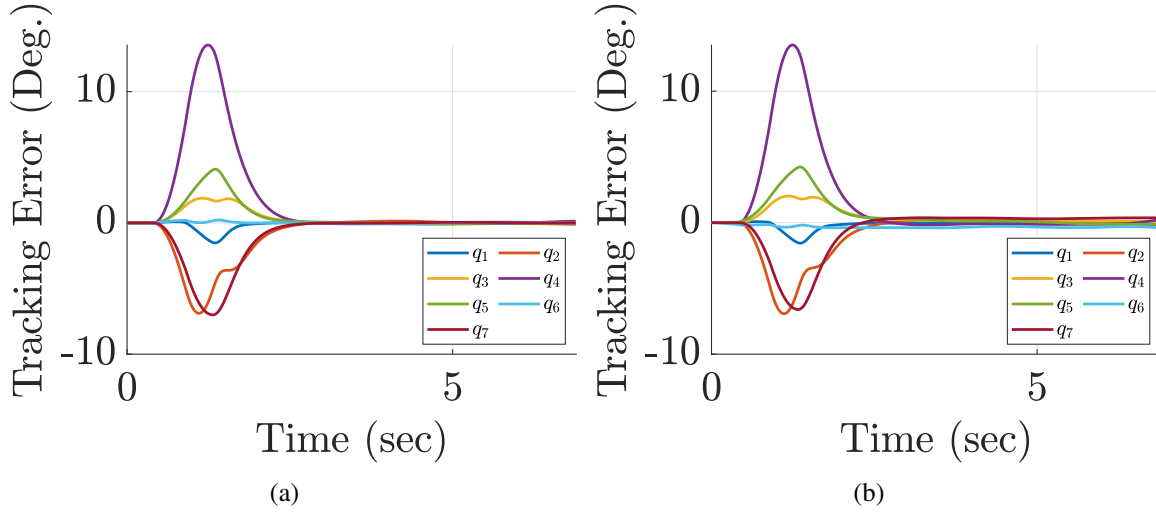 Tracking Error (Deg.)
10
0
-10
0
5
Time (sec)
q1 q2
q3 q4
q5 q6
q7
(a)
Tracking Error (Deg.)
10
0
-10
0
5
Time (sec)
q1 q2
q3 q4
q5 q6
q7
(b)